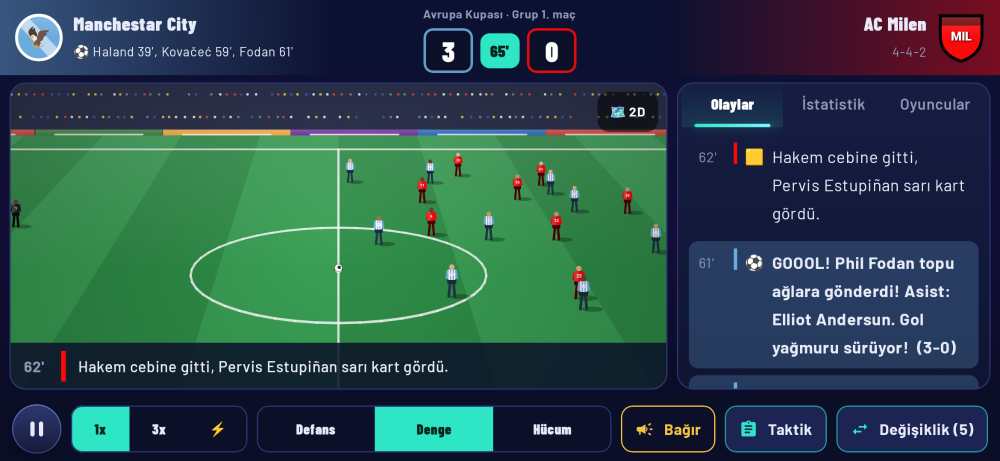 Manchestar City
Haland 39', Kovačeć 59', Fodan 61'
Avrupa Kupası · Grup 1. maç
3 65' 0
AC Milen
4-4-2
MIL
2D
62' Hakem cebine gitti, Pervis Estupiñan sarı kart gördü.
Olaylar İstatistik Oyuncular
62' Hakem cebine gitti,
Pervis Estupiñan sarı kart
gördü.
61' GOOOL! Phil Fodan topu
ağlara gönderdi! Asist:
Elliot Andersun. Gol
yağmuru sürüyor! (3-0)
1x 3x
Defans Denge Hücum
Bağır
Taktik
Değişiklik (5)